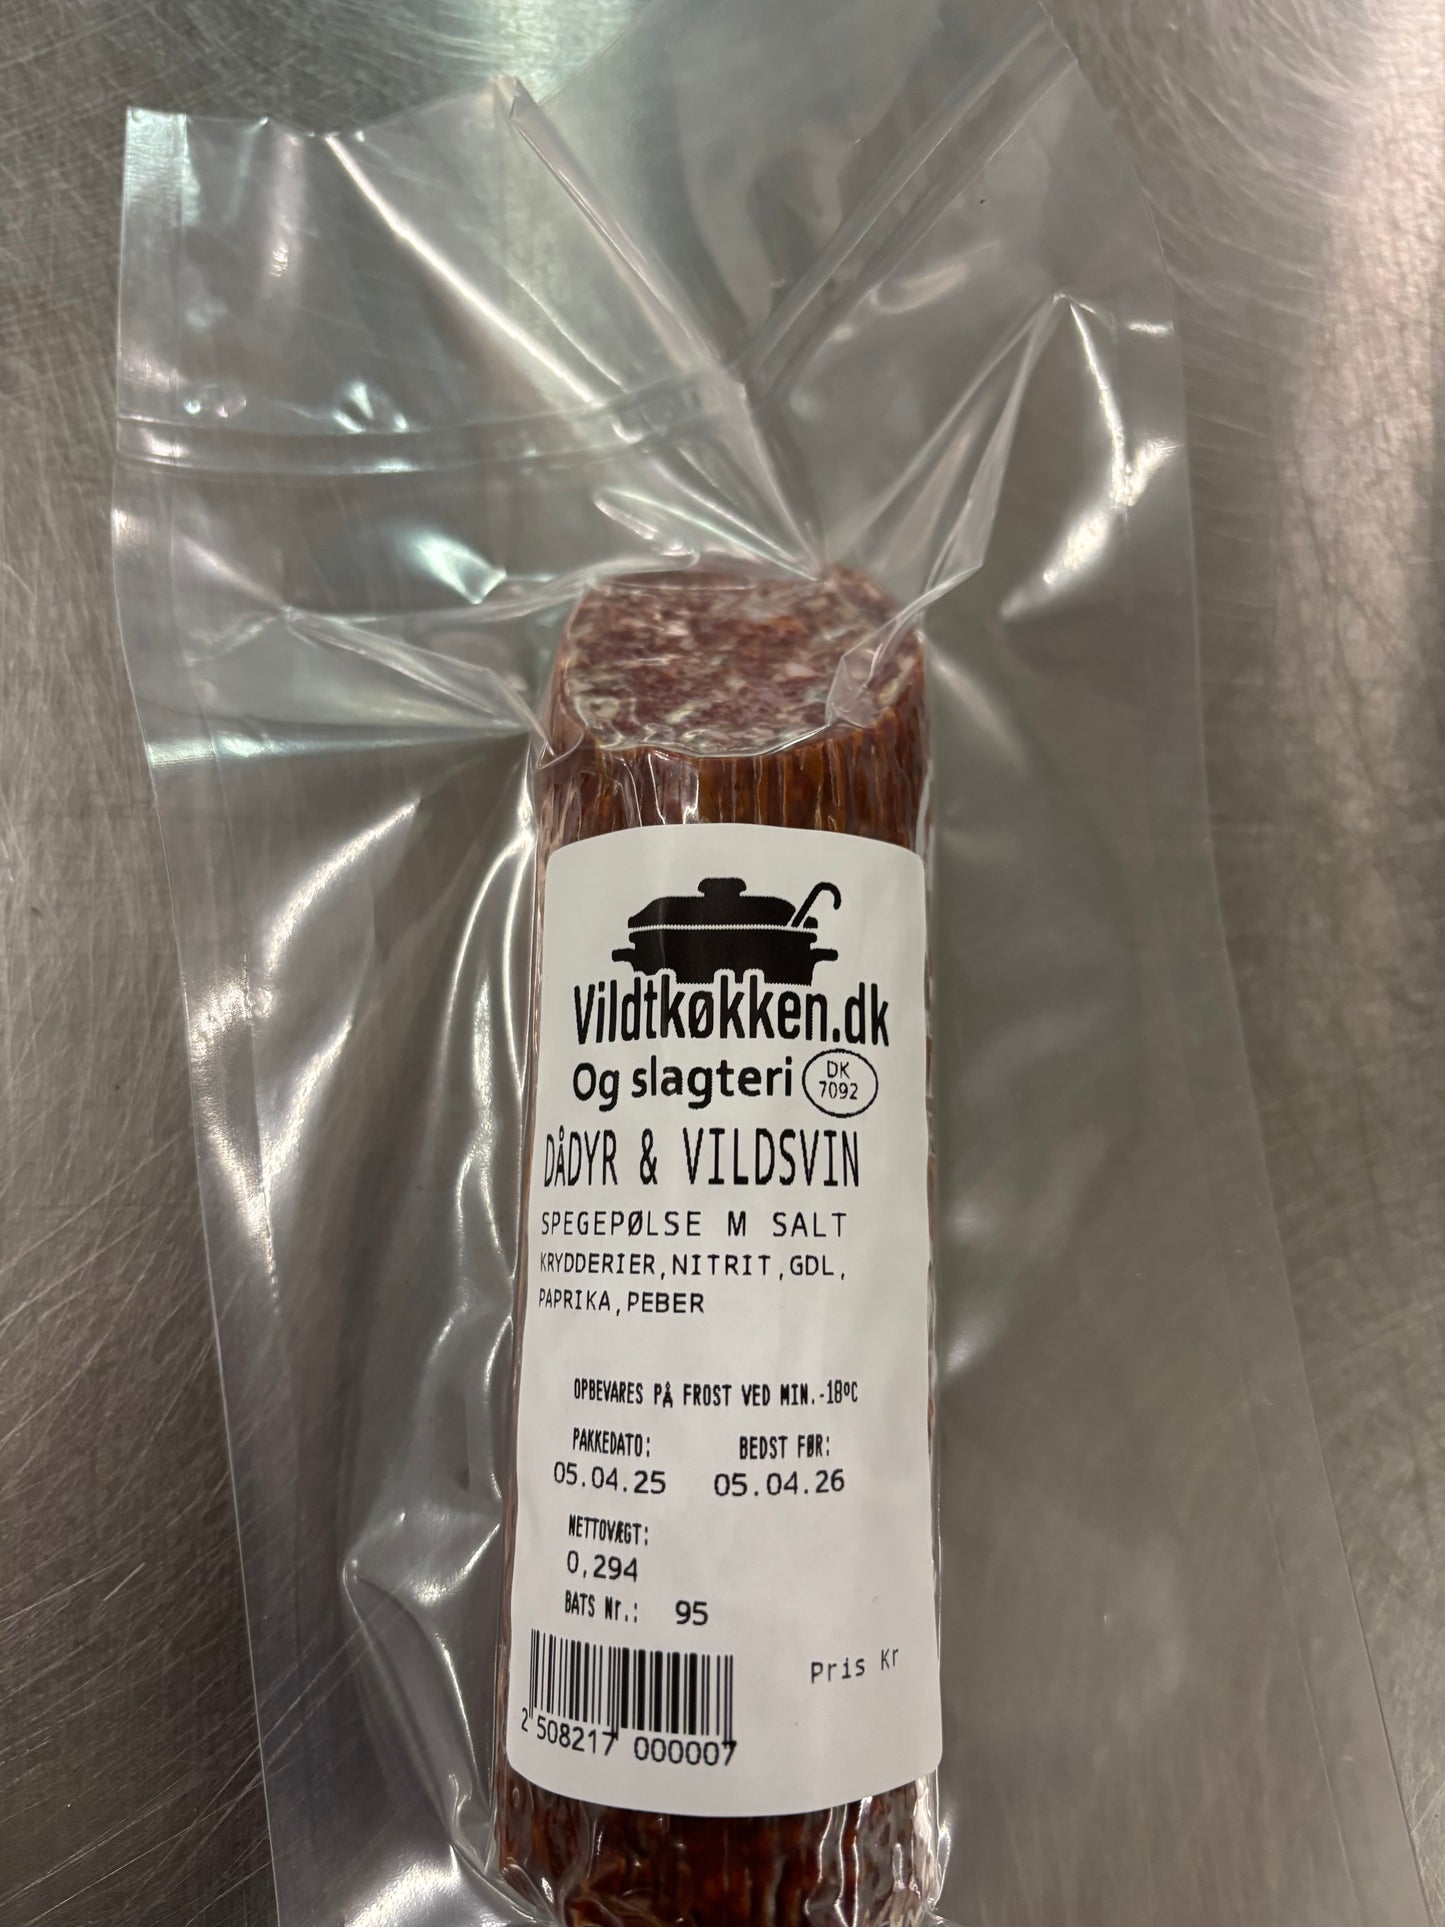 Vildtkøkken.dk
Og slagteri
DK
7092
DÅDYR & VILDSVIN
SPEGEPØLSE M SALT
KRYDDERIER,NITRIT,GDL,
PAPRIKA,PEBER
OPBEVARES PÅ FROST VED MIN.-18ºC
PAKKEDATO: BEDST FØR:
05.04.25 05.04.26
NETTOVÆGT:
0,294
BATS Nr.: 95
Pris Kr
2 508217 000007